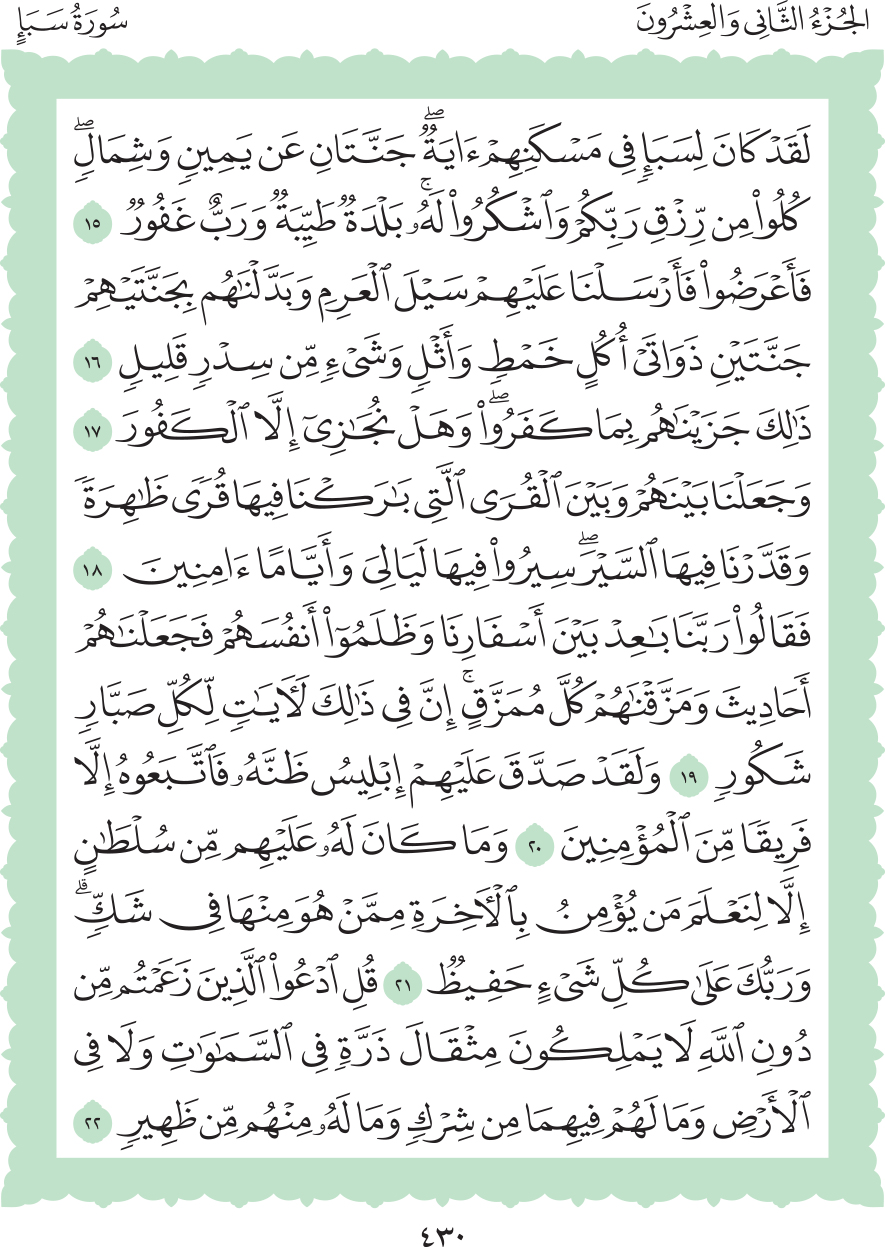 الجُزْءُ الثَّانِى وَالعِشْرُونَ
سُورَةُ سَبَإٍ
لَقَدْ كَانَ لِسَبَإٍ فِى مَسْكَنِهِمْ ءَايَةٌۖ جَنَّتَانِ عَن يَمِينٍ وَشِمَالٍۖ
كُلُوا۟ مِن رِّزْقِ رَبِّكُمْ وَٱشْكُرُوا۟ لَهُۥۚ بَلْدَةٌ طَيِّبَةٌ وَرَبٌّ غَفُورٌ ١٥
فَأَعْرَضُوا۟ فَأَرْسَلْنَا عَلَيْهِمْ سَيْلَ ٱلْعَرِمِ وَبَدَّلْنَٰهُم بِجَنَّتَيْهِمْ
جَنَّتَيْنِ ذَوَاتَىْ أُكُلٍ خَمْطٍ وَأَثْلٍ وَشَىْءٍ مِّن سِدْرٍ قَلِيلٍ ١٦
ذَٰلِكَ جَزَيْنَٰهُم بِمَا كَفَرُوا۟ۖ وَهَلْ نُجَٰزِىٓ إِلَّا ٱلْكَفُورَ ١٧
وَجَعَلْنَا بَيْنَهُمْ وَبَيْنَ ٱلْقُرَى ٱلَّتِى بَٰرَكْنَا فِيهَا قُرًى ظَٰهِرَةً
وَقَدَّرْنَا فِيهَا ٱلسَّيْرَۖ سِيرُوا۟ فِيهَا لَيَالِىَ وَأَيَّامًا ءَامِنِينَ ١٨
فَقَالُوا۟ رَبَّنَا بَٰعِدْ بَيْنَ أَسْفَارِنَا وَظَلَمُوٓا۟ أَنفُسَهُمْ فَجَعَلْنَٰهُمْ
أَحَادِيثَ وَمَزَّقْنَٰهُمْ كُلَّ مُمَزَّقٍۚ إِنَّ فِى ذَٰلِكَ لَءَايَٰتٍ لِّكُلِّ صَبَّارٍ
شَكُورٍ ١٩ وَلَقَدْ صَدَّقَ عَلَيْهِمْ إِبْلِيسُ ظَنَّهُۥ فَٱتَّبَعُوهُ إِلَّا
فَرِيقًا مِّنَ ٱلْمُؤْمِنِينَ ٢٠ وَمَا كَانَ لَهُۥ عَلَيْهِم مِّن سُلْطَٰنٍ
إِلَّا لِنَعْلَمَ مَن يُؤْمِنُ بِٱلْءَاخِرَةِ مِمَّنْ هُوَ مِنْهَا فِى شَكٍّۗ
وَرَبُّكَ عَلَىٰ كُلِّ شَىْءٍ حَفِيظٌ ٢١ قُلِ ٱدْعُوا۟ ٱلَّذِينَ زَعَمْتُم مِّن
دُونِ ٱللَّهِ لَا يَمْلِكُونَ مِثْقَالَ ذَرَّةٍ فِى ٱلسَّمَٰوَٰتِ وَلَا فِى
ٱلْأَرْضِ وَمَا لَهُمْ فِيهِمَا مِن شِرْكٍ وَمَا لَهُۥ مِنْهُم مِّن ظَهِيرٍ ٢٢
٤٣٠